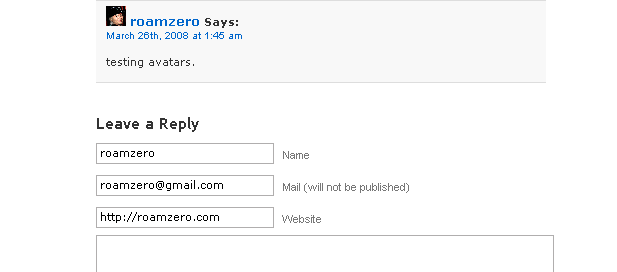 roamzero Says:
March 26th, 2008 at 1:45 am
testing avatars.
Leave a Reply
roamzero Name
roamzero@gmail.com Mail (will not be published)
http://roamzero.com Website